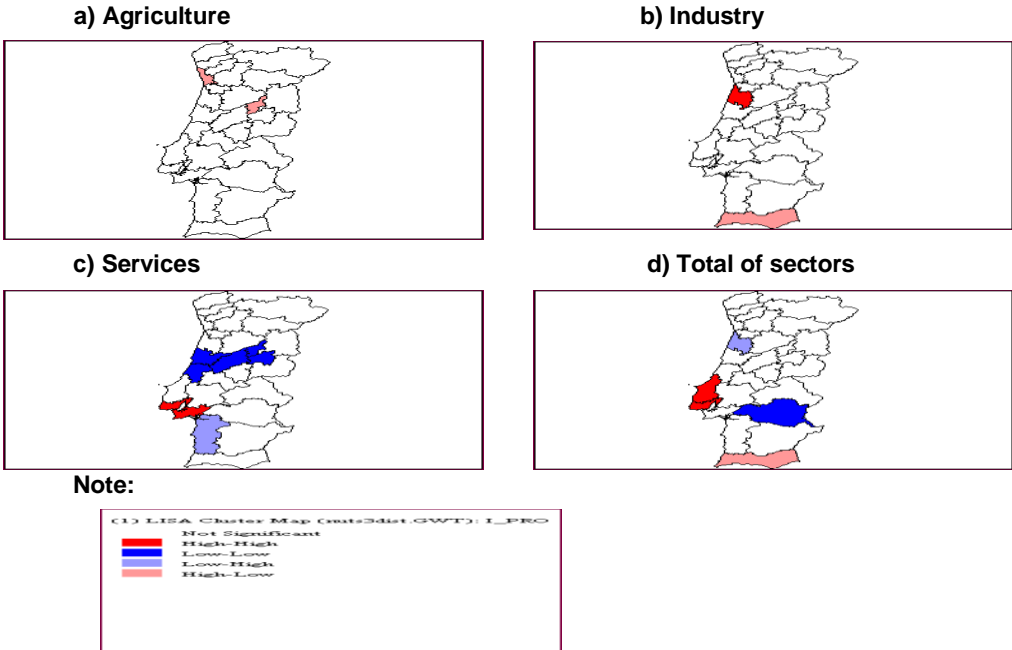 a) Agriculture
b) Industry
c) Services
d) Total of sectors
Note:
(1) LISA Cluster Map (nuts3dist.GWT): I_PRO
Not Significant
High-High
Low-Low
Low-High
High-Low